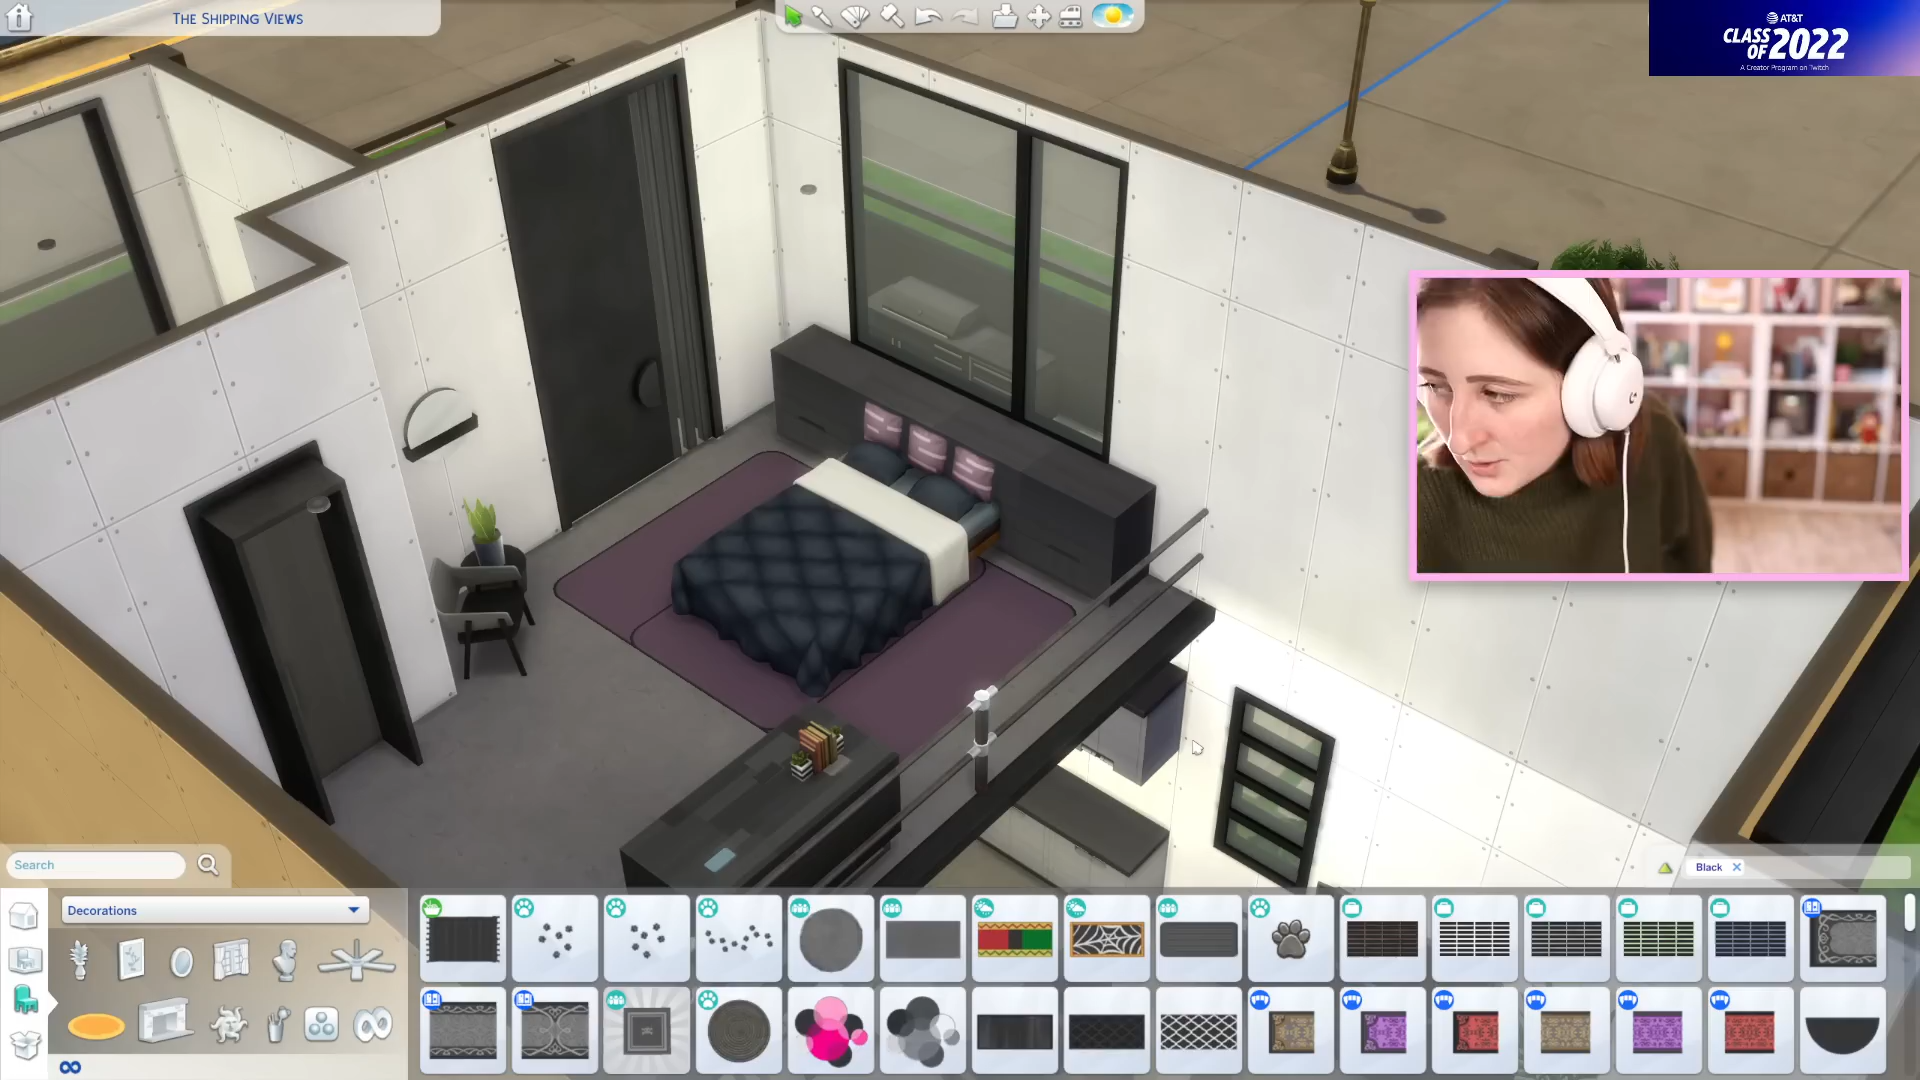 The Shipping Views
AT&T
CLASS
OF 2022
A Creator Program on Twitch
Search
Black
Decorations